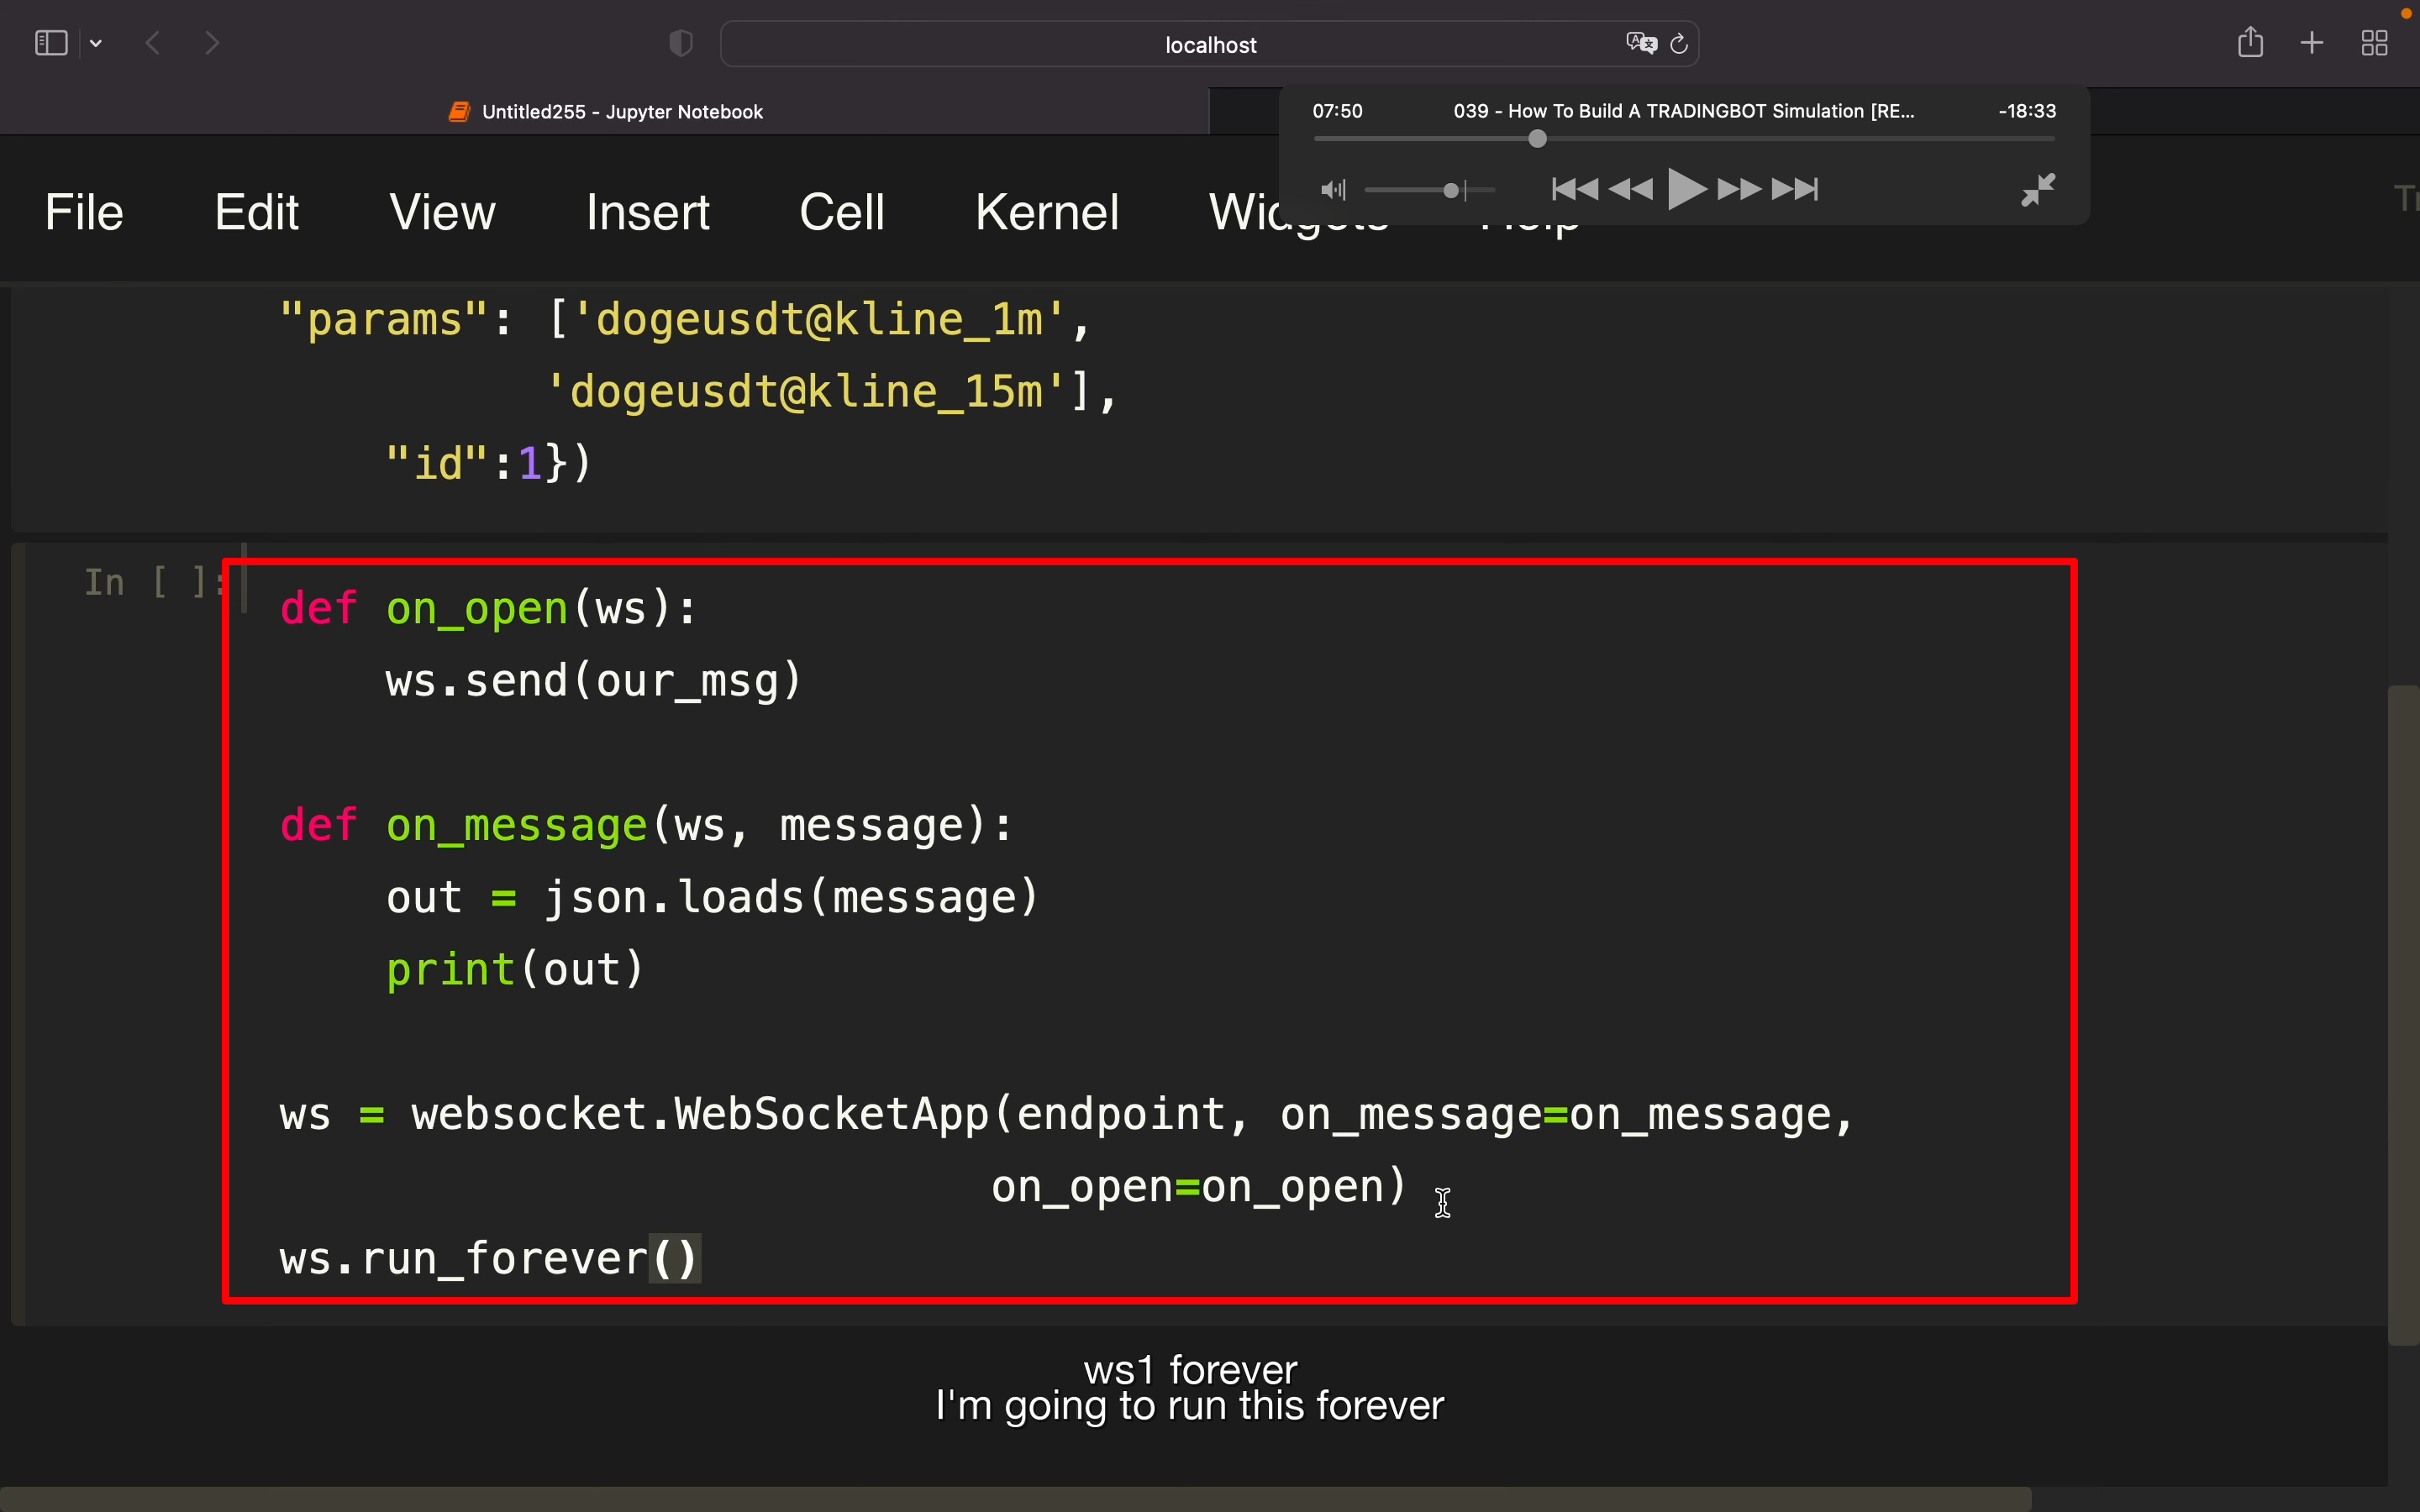 localhost
Untitled255 - Jupyter Notebook
07:50 039 - How To Build A TRADINGBOT Simulation [RE... -18:33
File Edit View Insert Cell Kernel Widgets Help
"params": ['dogeusdt@kline_1m',
'dogeusdt@kline_15m'],
"id":1})
In [ ]:
def on_open(ws):
ws.send(our_msg)
def on_message(ws, message):
out = json.loads(message)
print(out)
ws = websocket.WebSocketApp(endpoint, on_message=on_message,
on_open=on_open)
ws.run_forever()
ws1 forever
I'm going to run this forever